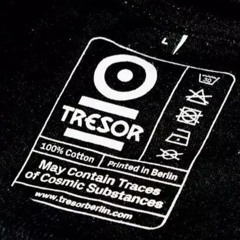 L
TRESOR
100% Cotton
Printed in Berlin
May Contain Traces
of Cosmic Substances
www.tresorberlin.com